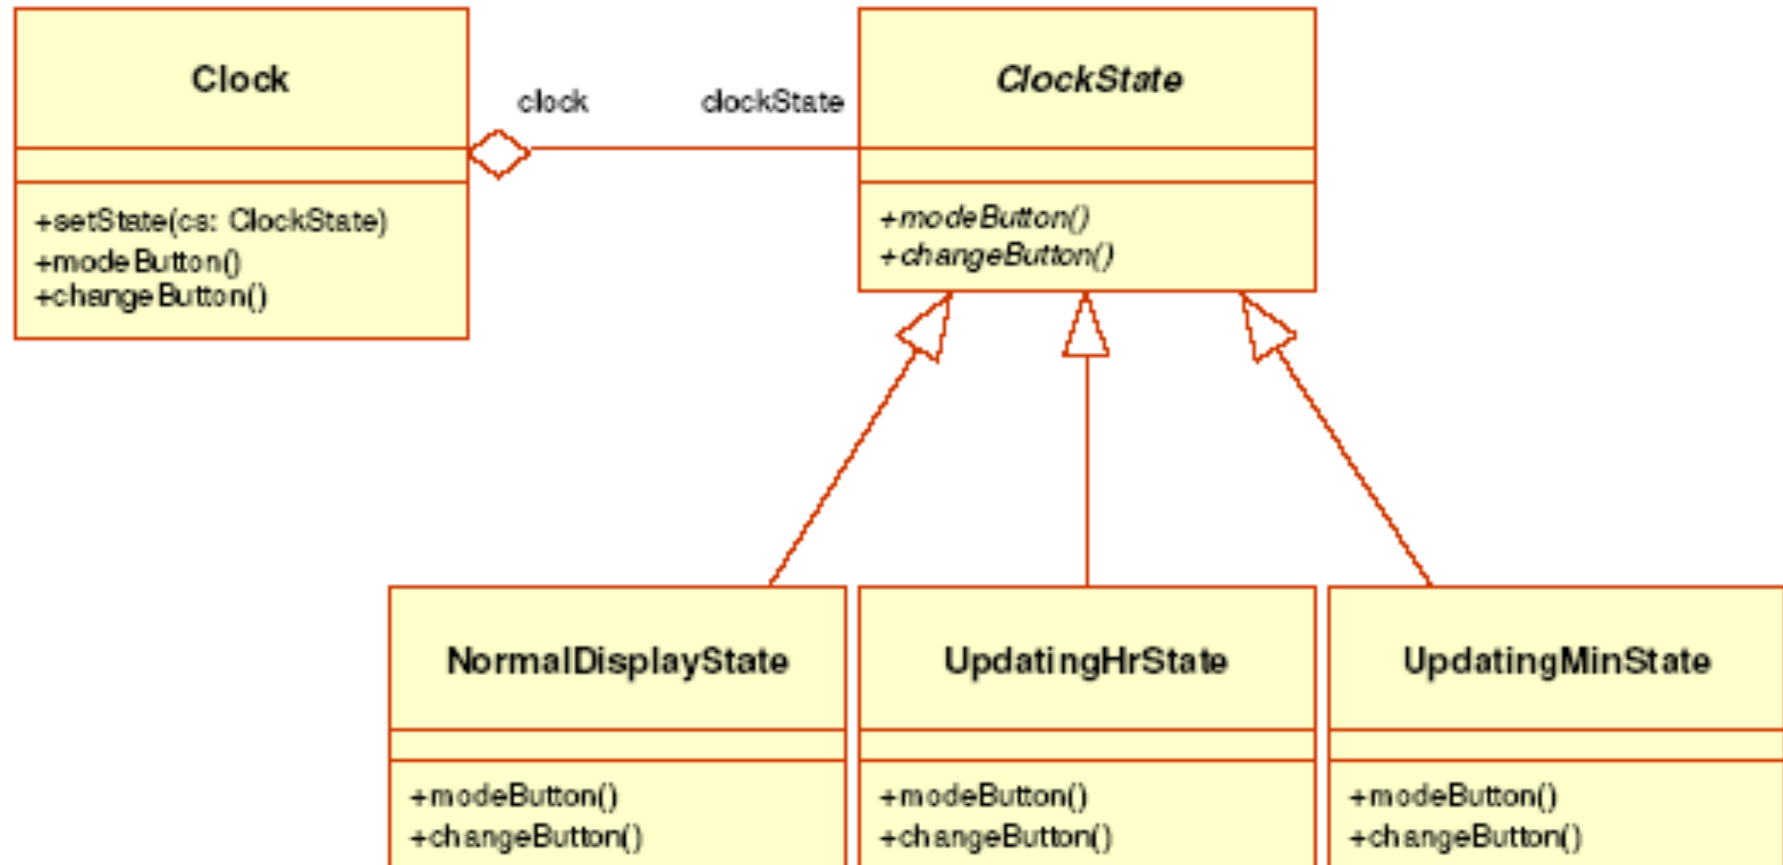 Clock
clock
clockState
ClockState
+setState(cs: ClockState)
+modeButton()
+changeButton()
+modeButton()
+changeButton()
NormalDisplayState
UpdatingHrState
UpdatingMinState
+modeButton()
+changeButton()
+modeButton()
+changeButton()
+modeButton()
+changeButton()